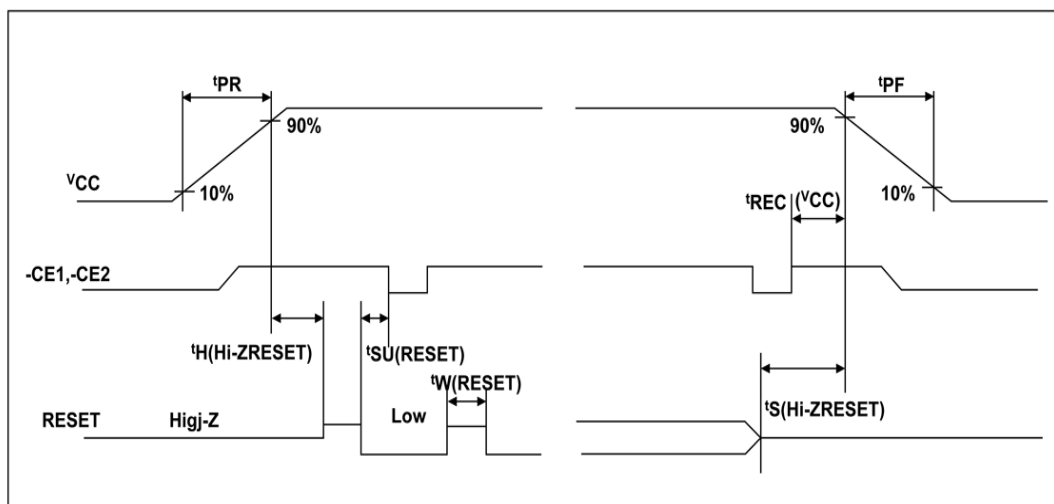 tPR
tPF
90%
90%
VCC
10%
10%
tREC (VCC)
-CE1,-CE2
tH(Hi-ZRESET)
tSU(RESET)
tW(RESET)
tS(Hi-ZRESET)
RESET
Higj-Z
Low